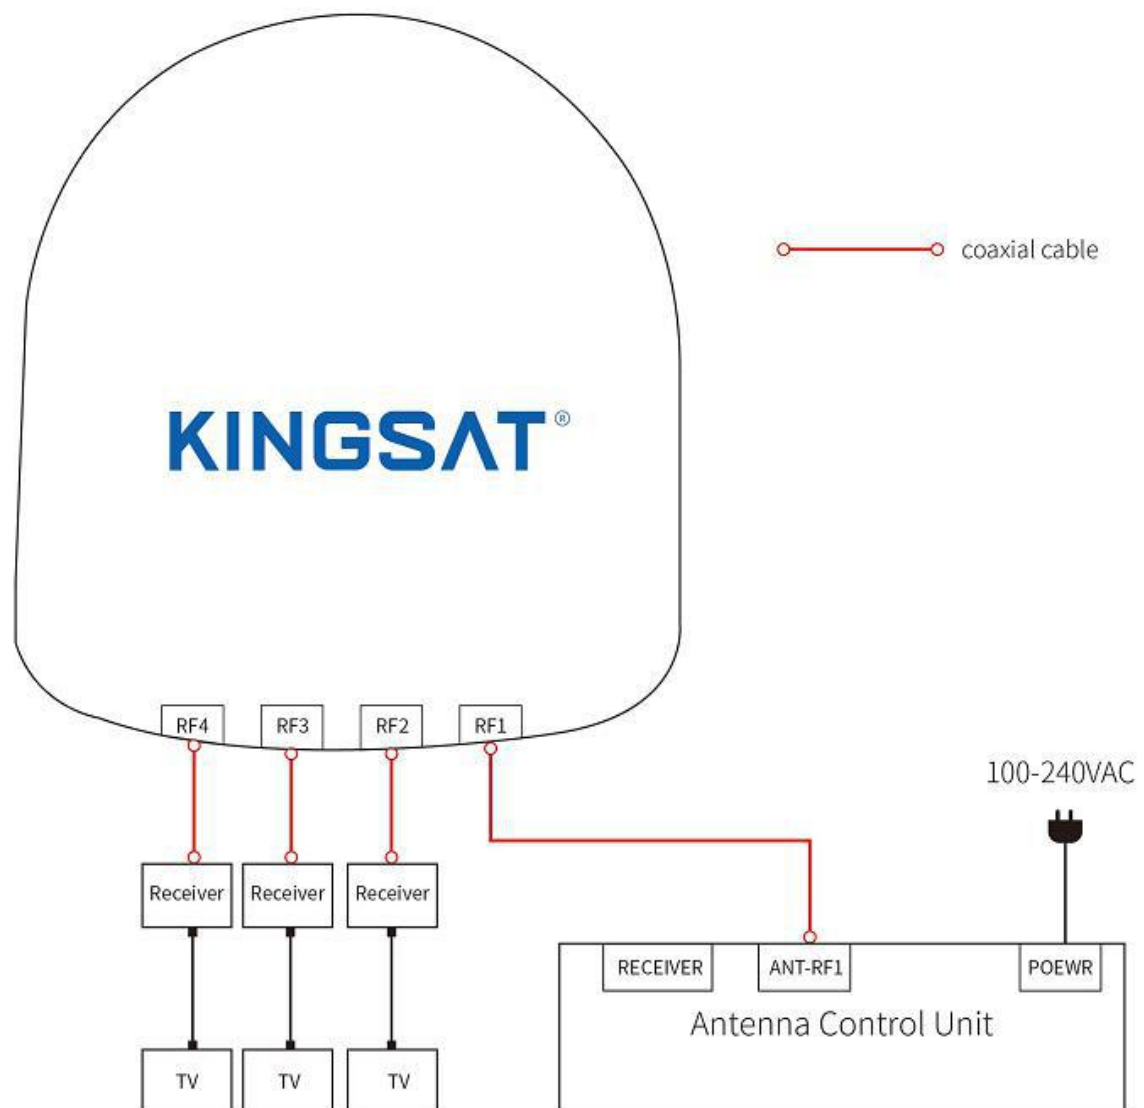 coaxial cable
KINGSAT®
RF4 RF3 RF2 RF1
100-240VAC
Receiver Receiver Receiver
RECEIVER ANT-RF1 POEWR
Antenna Control Unit
TV TV TV